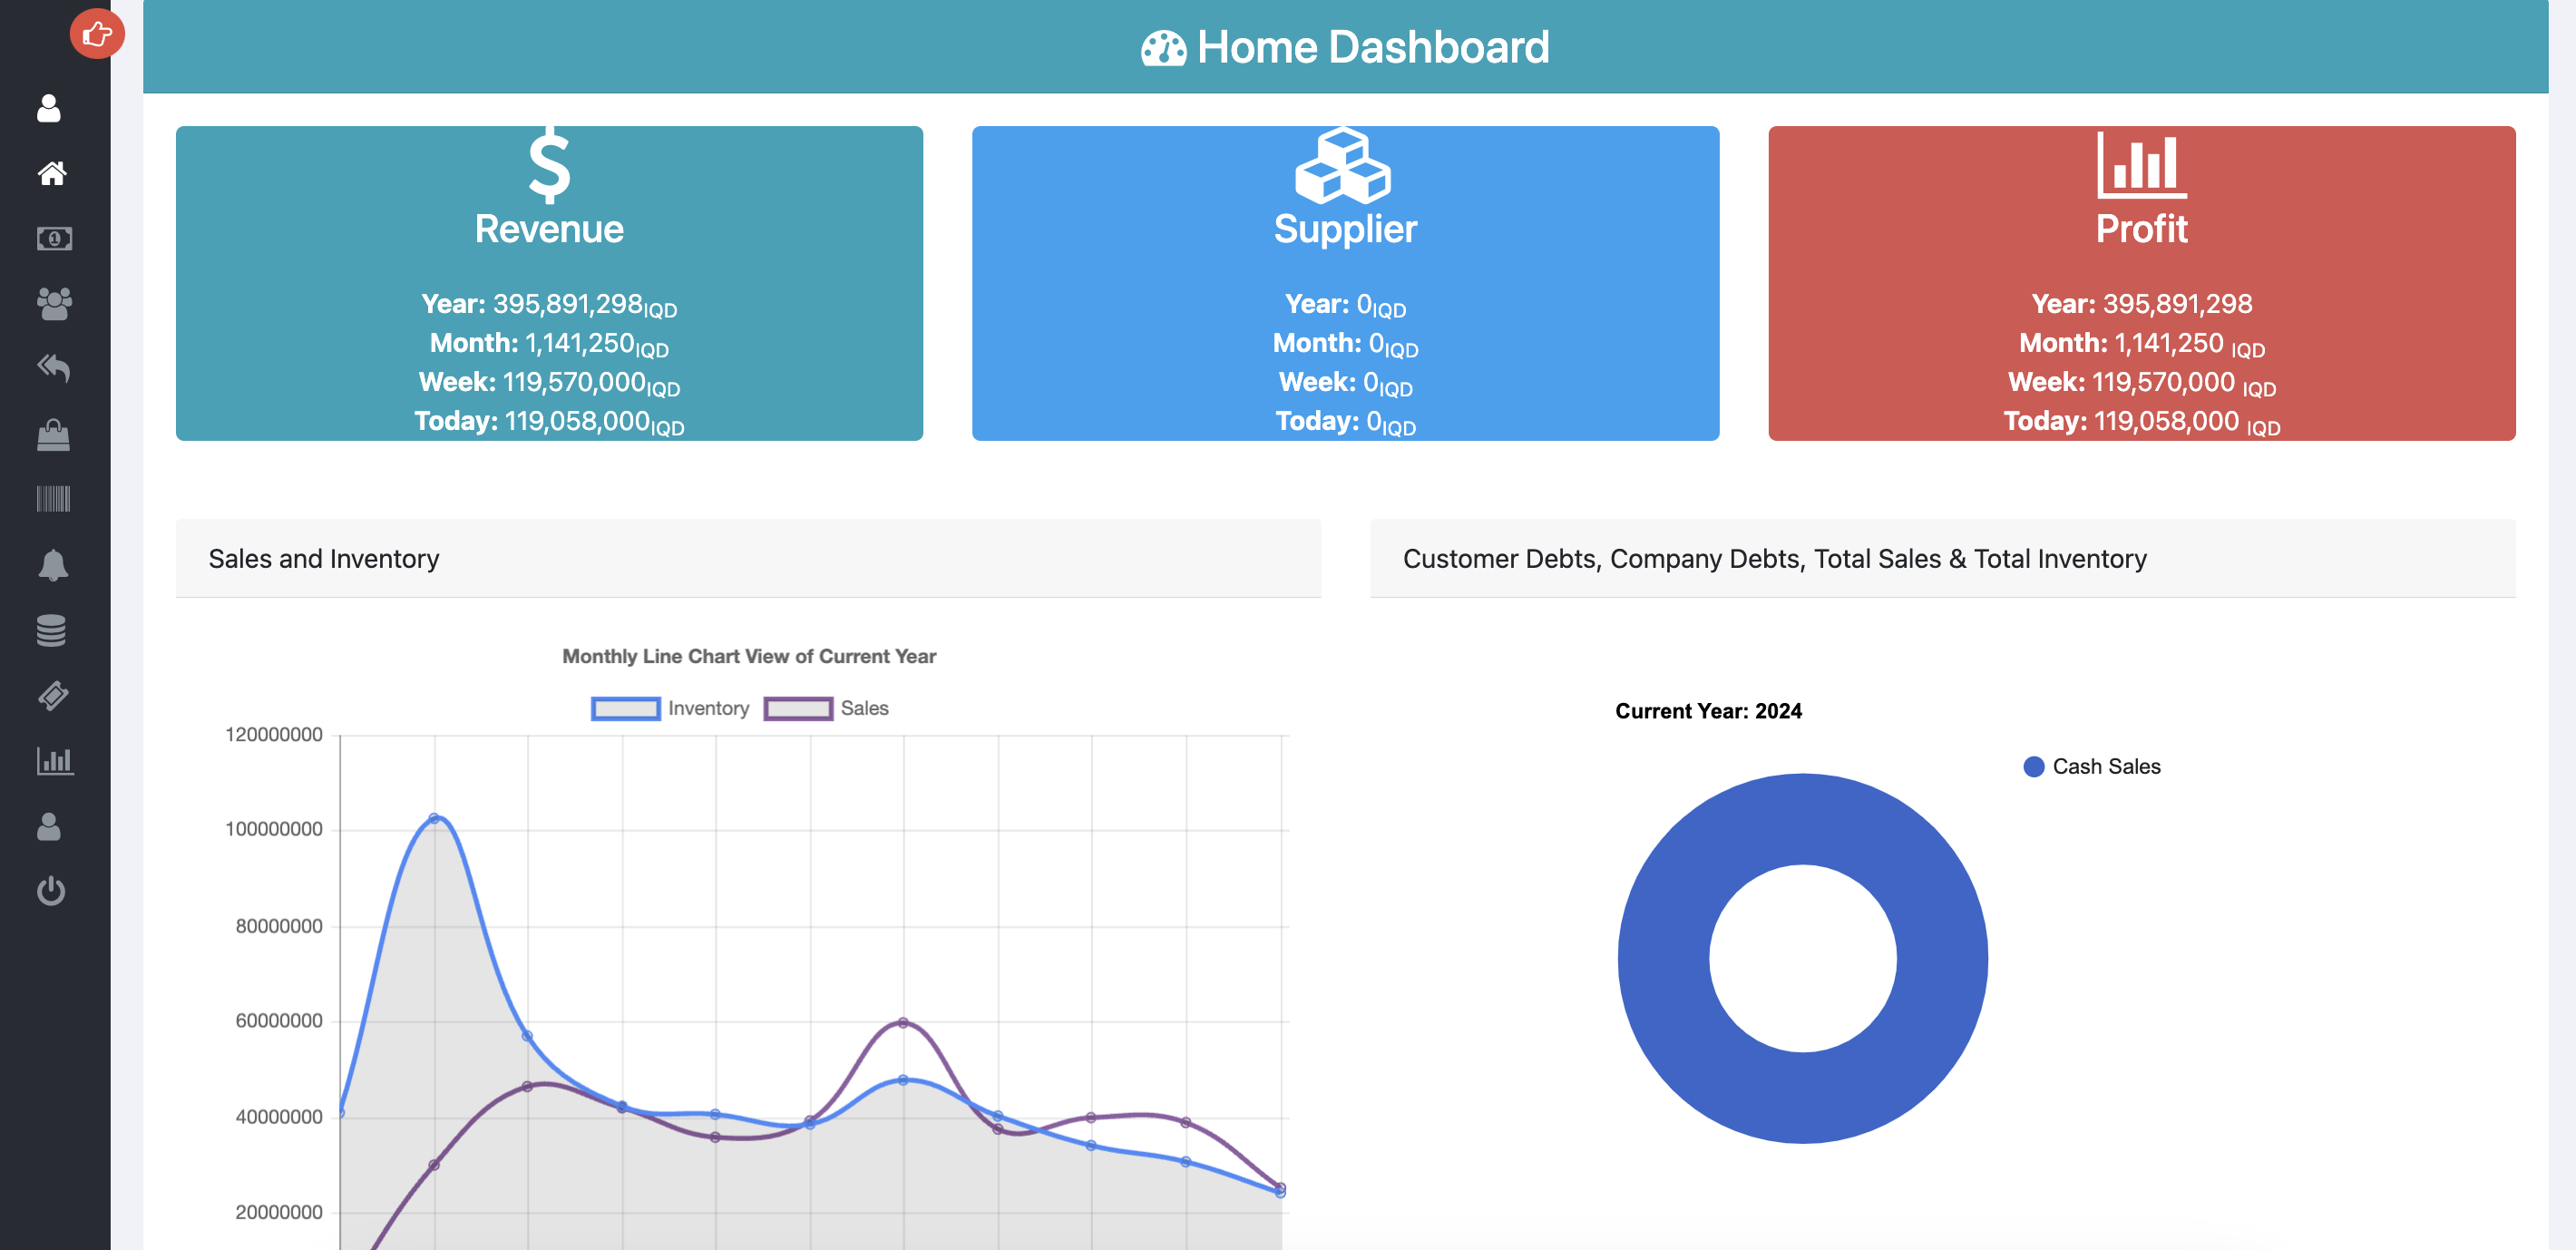 Home Dashboard
Revenue
Year: 395,891,298IQD
Month: 1,141,250IQD
Week: 119,570,000IQD
Today: 119,058,000IQD
Supplier
Year: 0IQD
Month: 0IQD
Week: 0IQD
Today: 0IQD
Profit
Year: 395,891,298
Month: 1,141,250 IQD
Week: 119,570,000 IQD
Today: 119,058,000 IQD
Sales and Inventory
Monthly Line Chart View of Current Year
Inventory
Sales
120000000
100000000
80000000
60000000
40000000
20000000
Customer Debts, Company Debts, Total Sales & Total Inventory
Current Year: 2024
Cash Sales